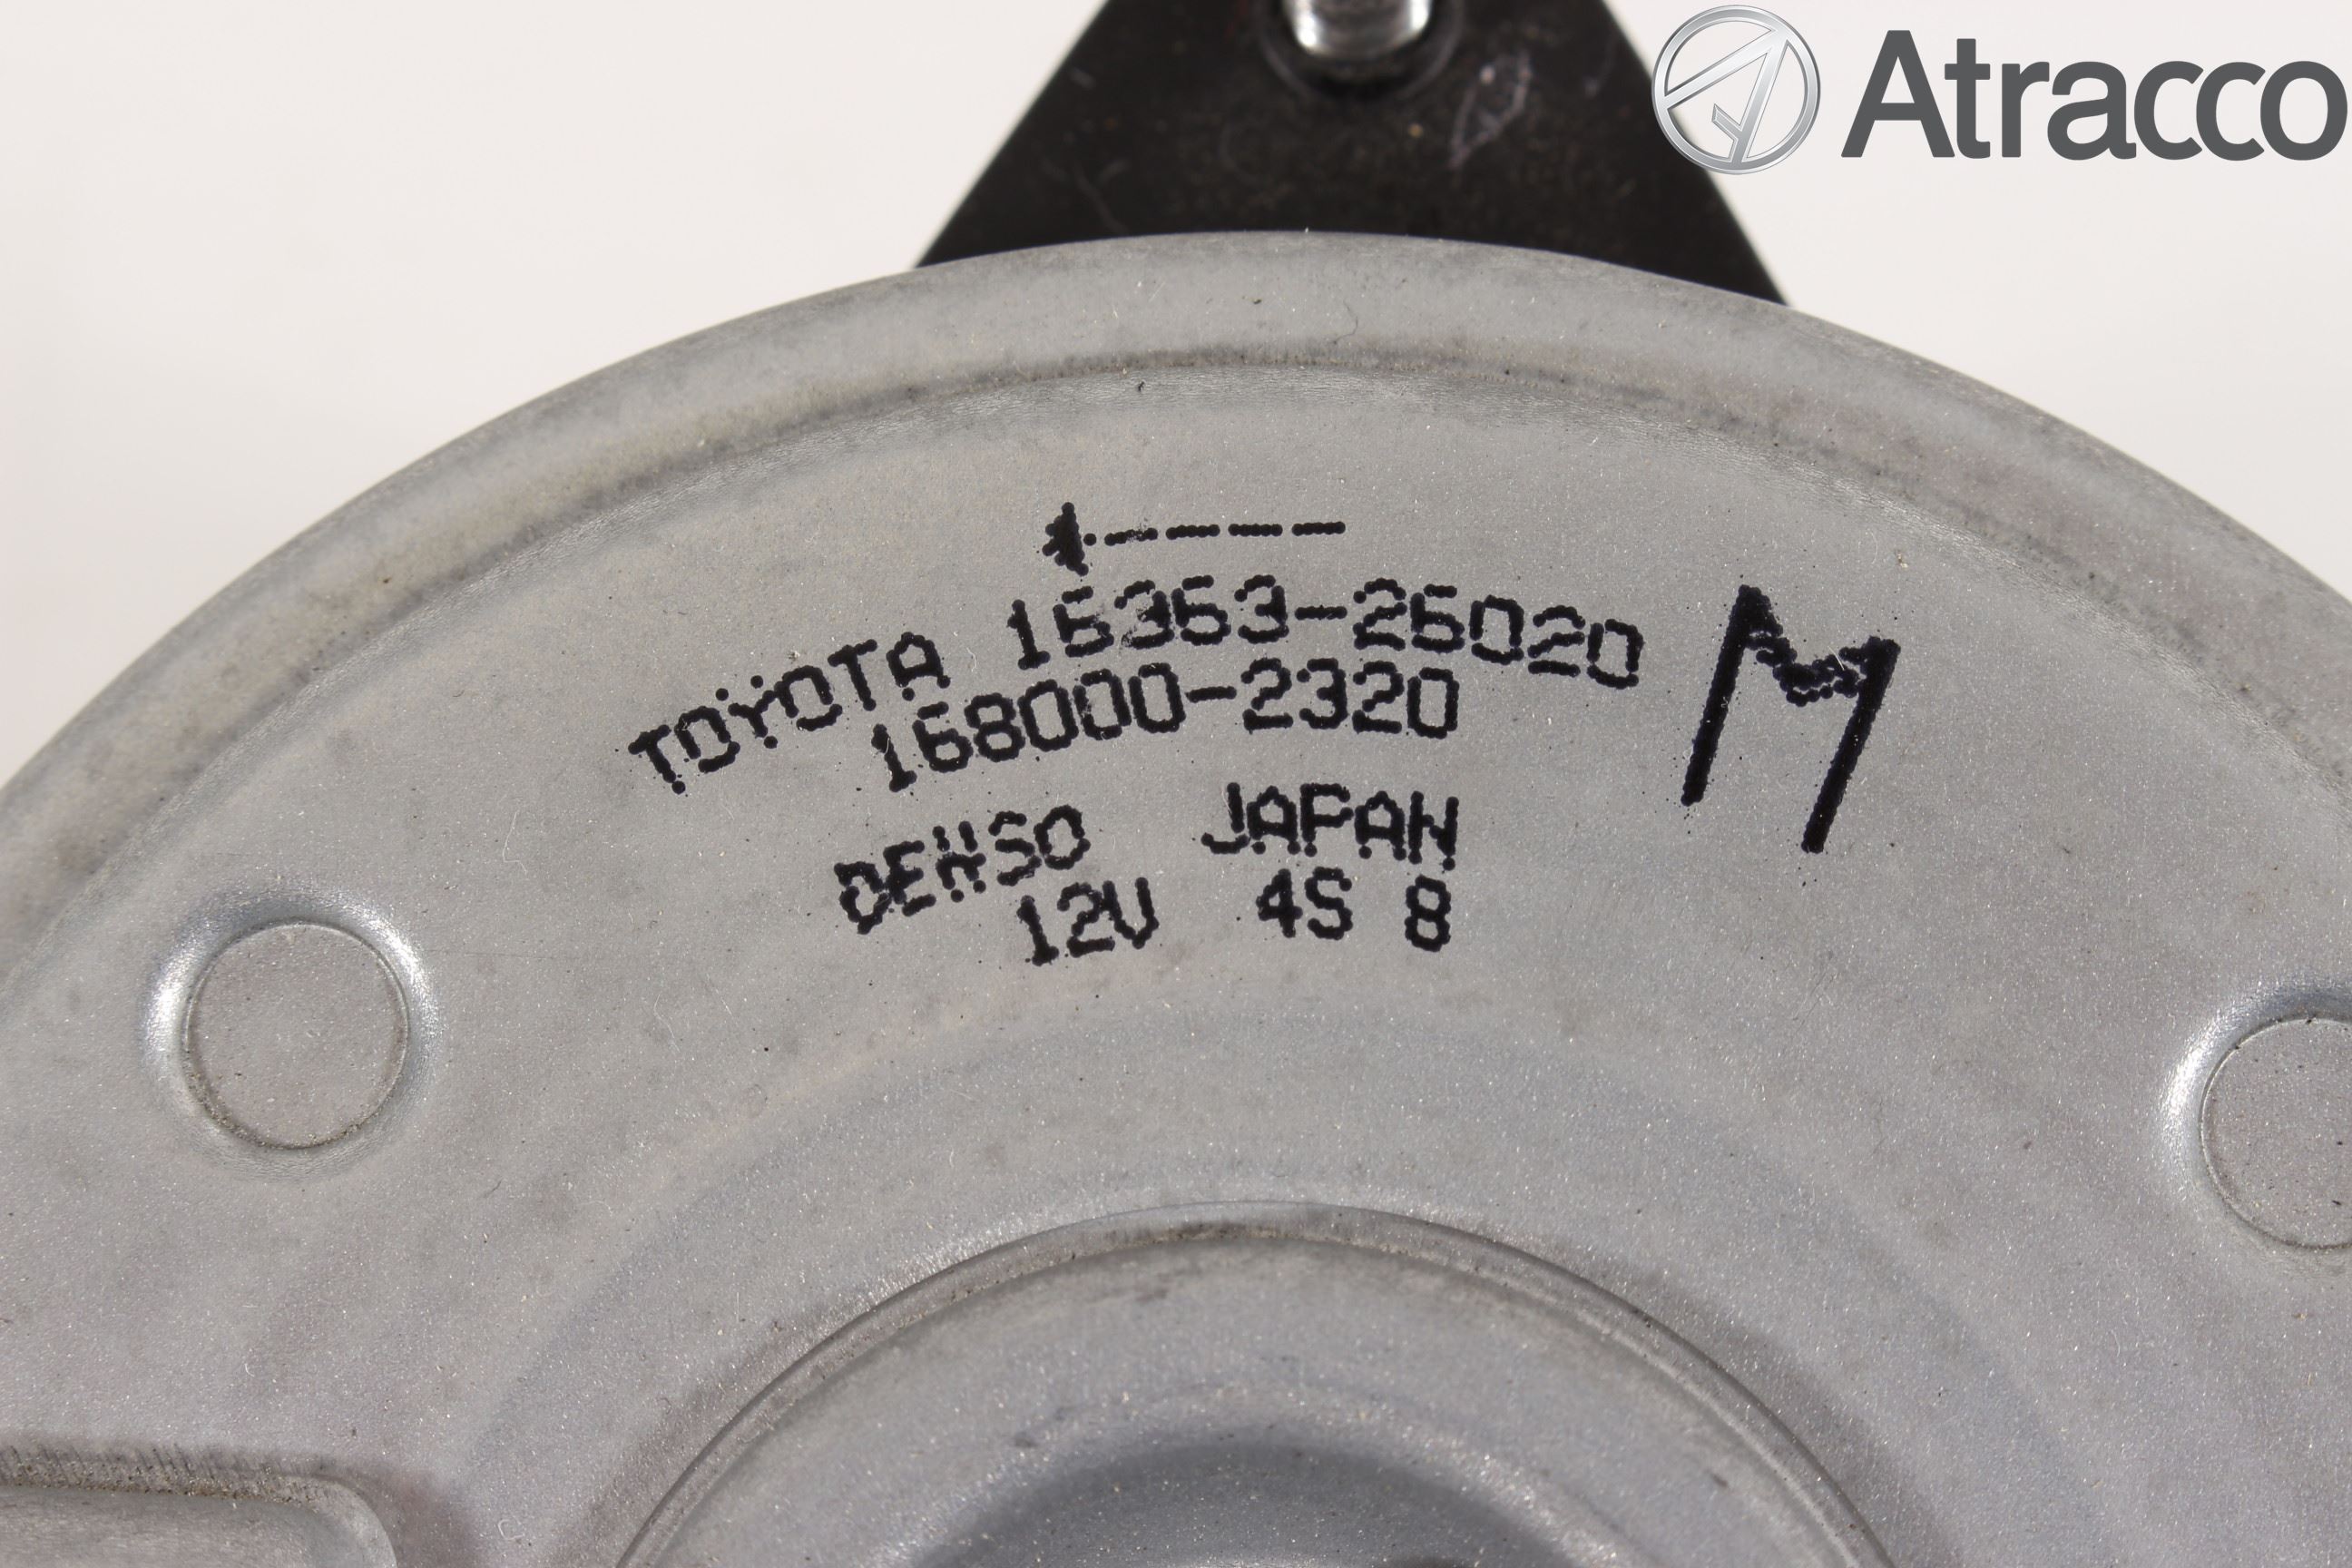 Atracco
TOYOTA 16363-26020
M
168000-2320
DENSO JAPAN
12V 4S 8